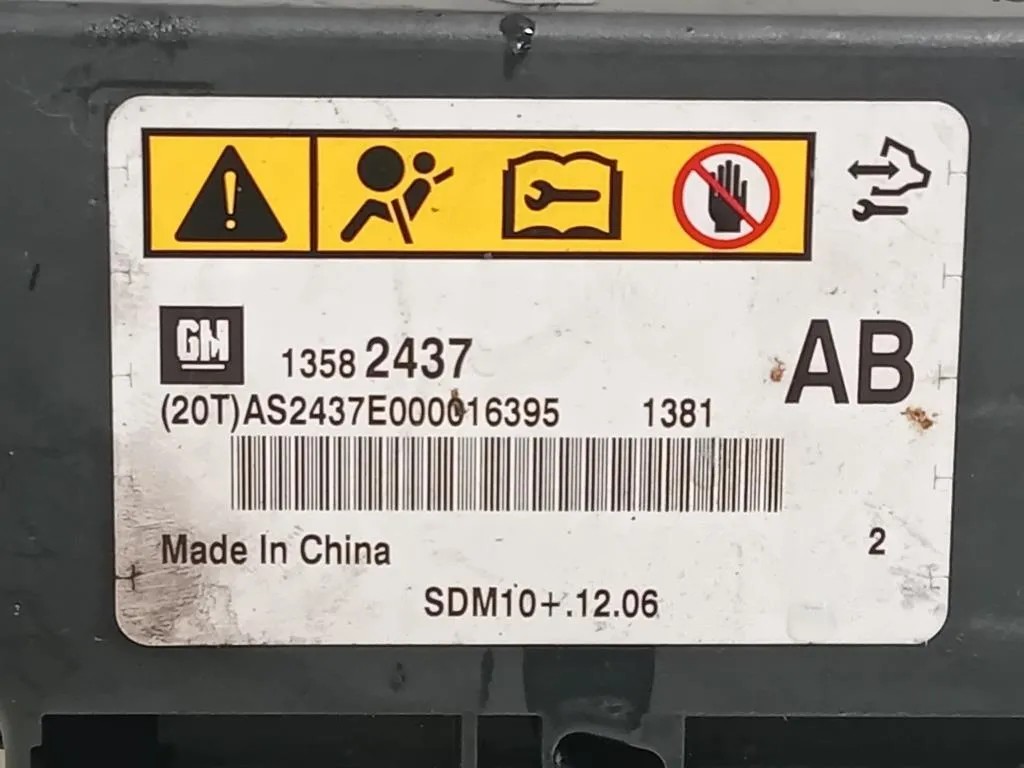 GM 1358 2437 AB
(20T)AS2437E000016395 1381
Made In China 2
SDM10+.12.06